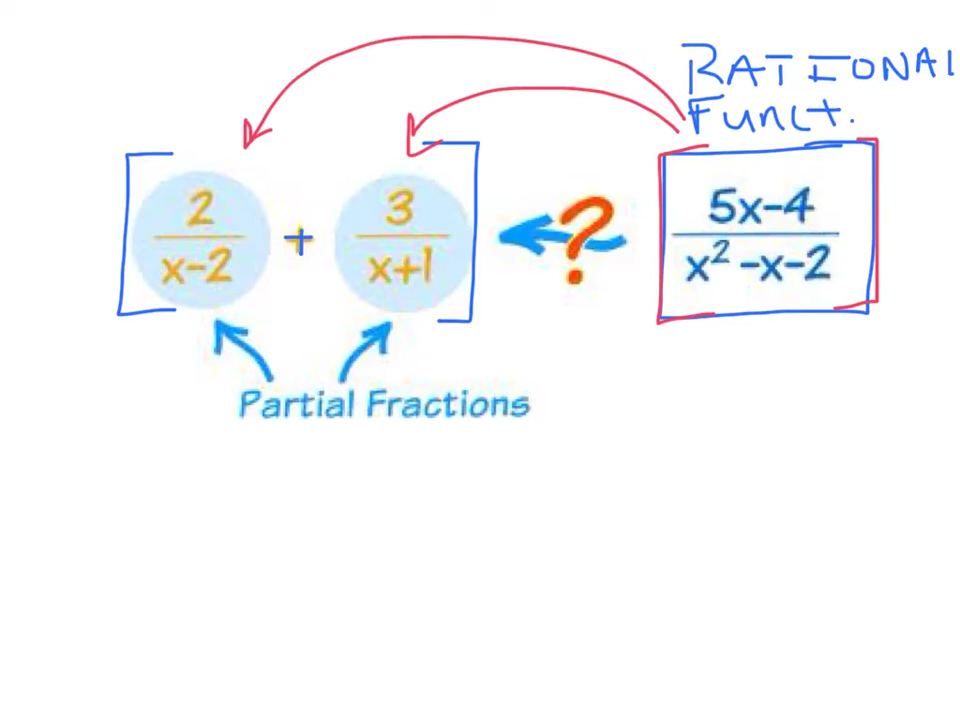 RATIONAL
Funct.
2/(x-2) + 3/(x+1) ? (5x-4)/(x²-x-2)
Partial Fractions